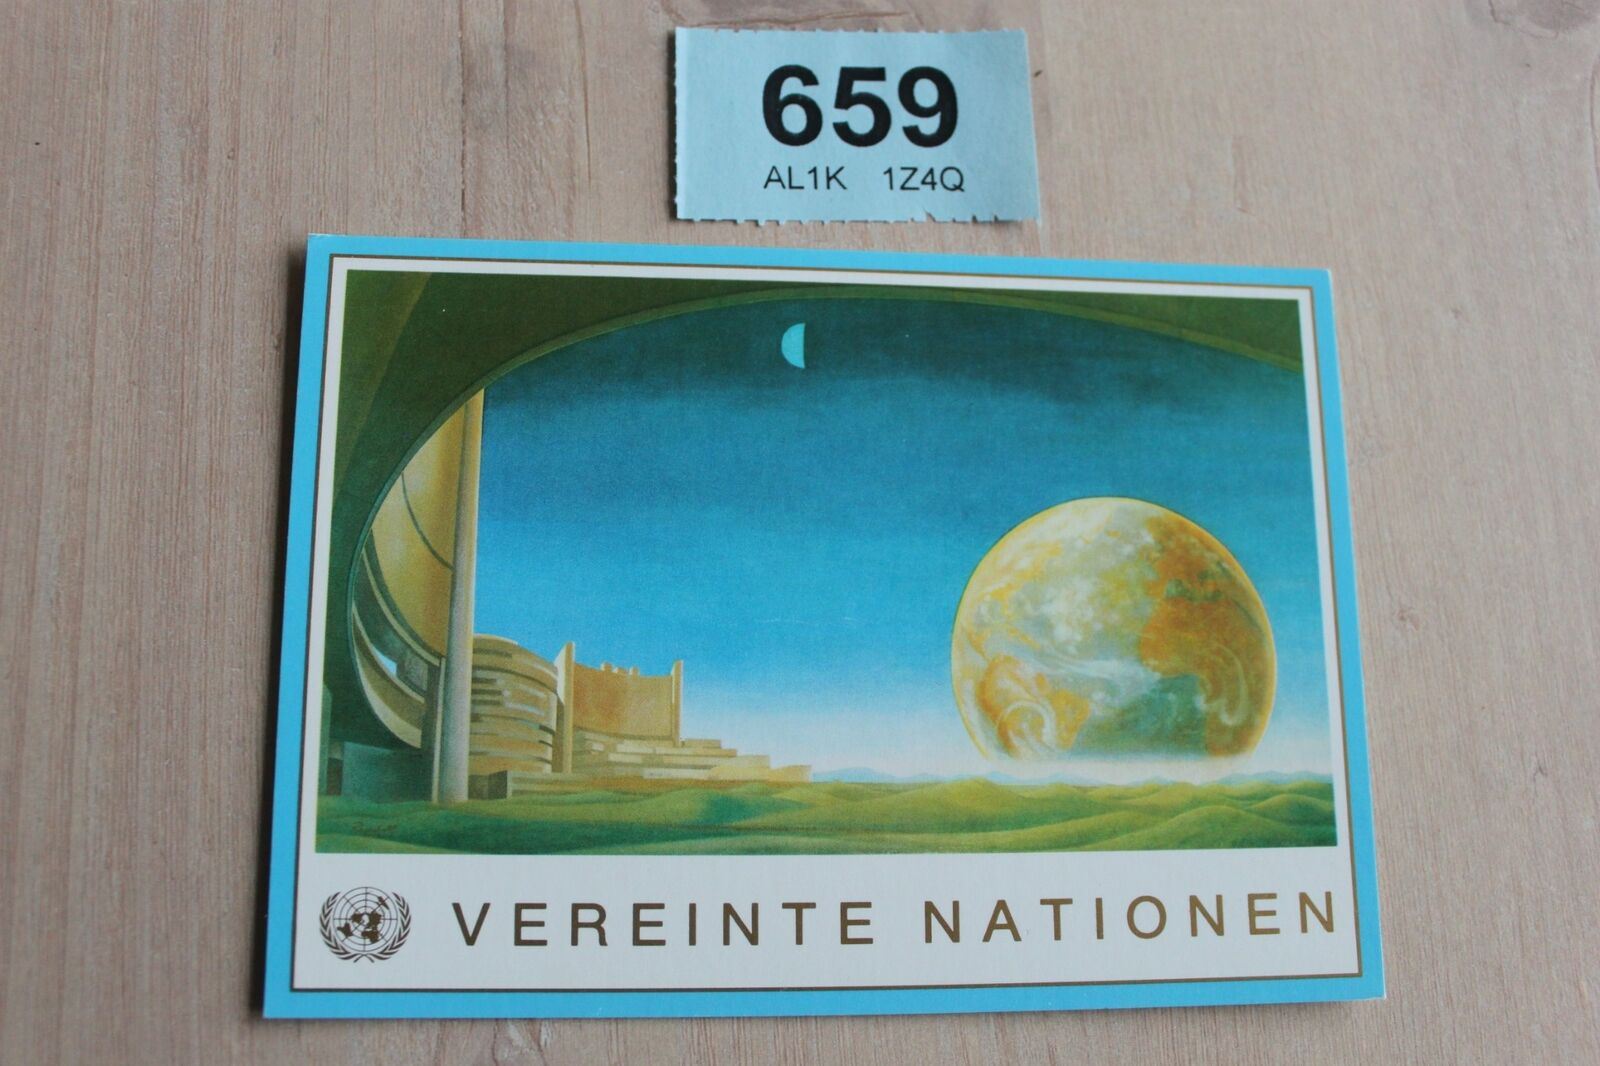 659
AL1K 1Z4Q
VEREINTE NATIONEN